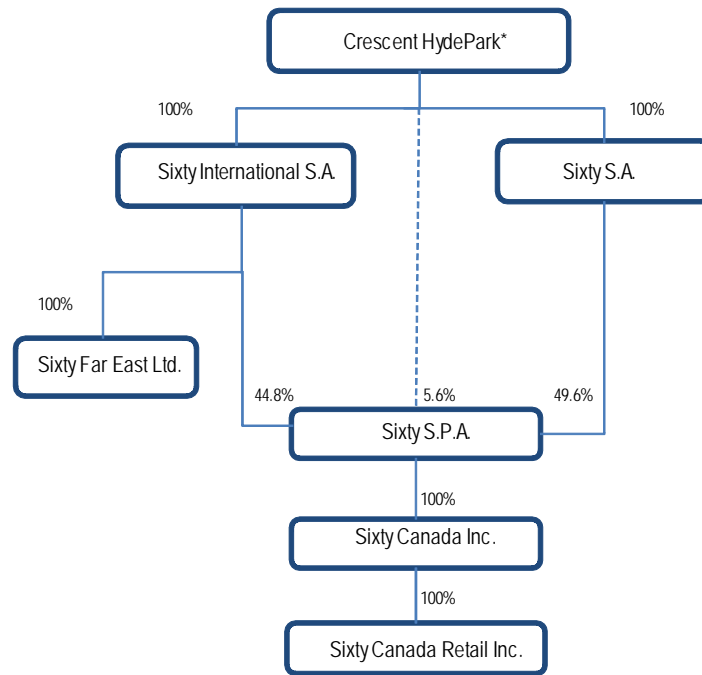 Crescent HydePark*
100%
100%
Sixty International S.A.
Sixty S.A.
100%
Sixty Far East Ltd.
44.8%
5.6%
49.6%
Sixty S.P.A.
100%
Sixty Canada Inc.
100%
Sixty Canada Retail Inc.